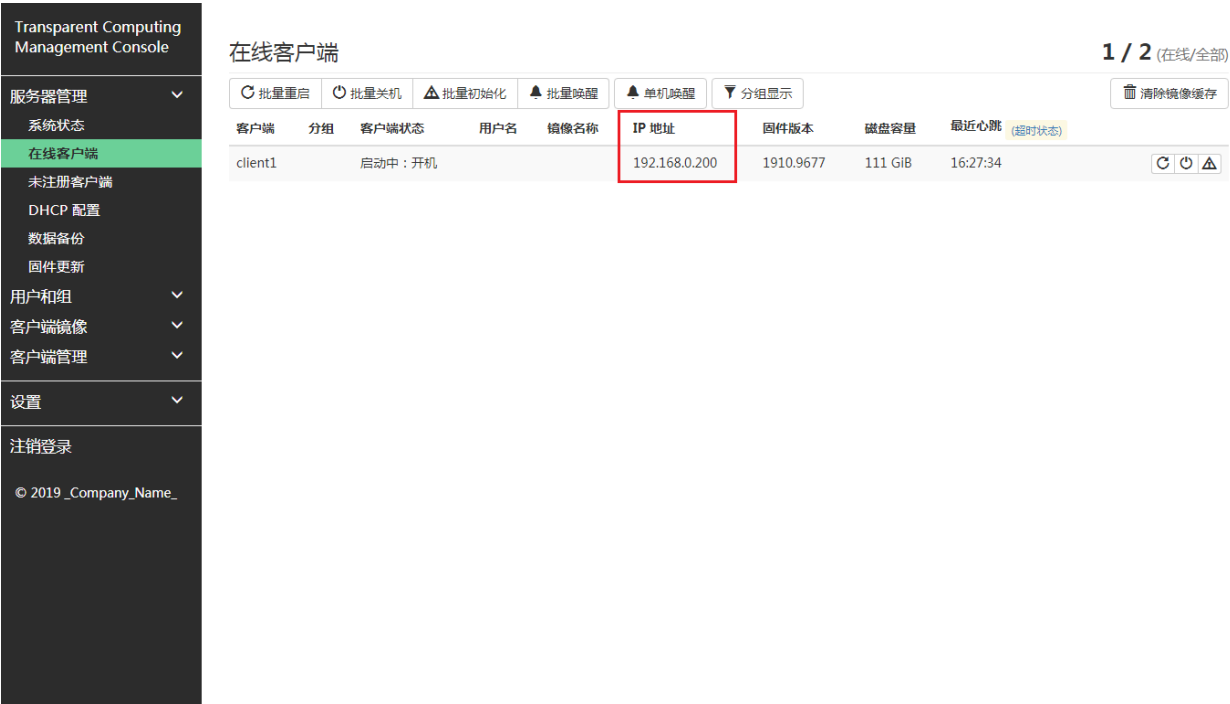 Transparent Computing
Management Console
服务器管理
系统状态
在线客户端
未注册客户端
DHCP 配置
数据备份
固件更新
用户和组
客户端镜像
客户端管理
设置
注销登录
© 2019 _Company_Name_
在线客户端 1 / 2 (在线/全部)
批量重启 批量关机 批量初始化 批量唤醒 单机唤醒 分组显示 清除镜像缓存
客户端 分组 客户端状态 用户名 镜像名称 IP 地址 固件版本 磁盘容量 最近心跳 (超时状态)
client1 启动中：开机 192.168.0.200 1910.9677 111 GiB 16:27:34